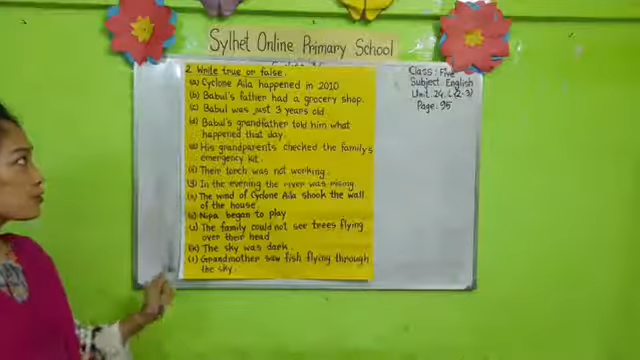 Sylhet Online Primary School
2. Write true or false.
(a) Cyclone Aila happened in 2010
(b) Babul's father had a grocery shop.
(c) Babul was just 3 years old.
(d) Babul's grandfather told him what
happened that day.
(e) His grandparents checked the family's
emergency kit.
(f) Their torch was not working.
(g) In the evening the river was rising
(h) The wind of Cyclone Aila shook the wall
of the house.
(i) Nipa began to play
(j) The family could not see trees flying
over their head
(k) The sky was dark.
(l) Grandmother saw fish flying through
the sky.
Class: Five
Subject: English
Unit: 24, L(2-3)
Page: 95